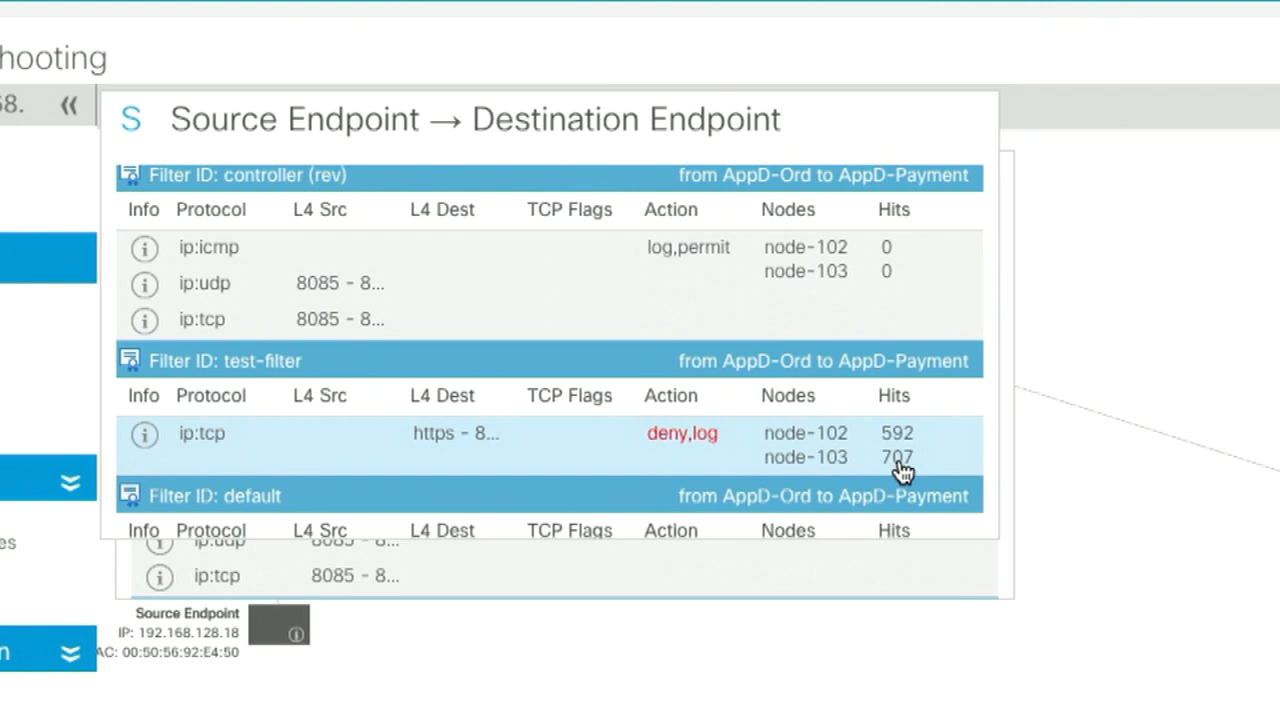 hooting
68.
S Source Endpoint → Destination Endpoint
Filter ID: controller (rev) from AppD-Ord to AppD-Payment
Info Protocol L4 Src L4 Dest TCP Flags Action Nodes Hits
ip:icmp log,permit node-102 0
node-103 0
ip:udp 8085 - 8...
ip:tcp 8085 - 8...
Filter ID: test-filter from AppD-Ord to AppD-Payment
Info Protocol L4 Src L4 Dest TCP Flags Action Nodes Hits
ip:tcp https - 8... deny,log node-102 592
node-103 707
Filter ID: default from AppD-Ord to AppD-Payment
Info Protocol L4 Src L4 Dest TCP Flags Action Nodes Hits
es
ip:udp 8085 - 8...
ip:tcp 8085 - 8...
Source Endpoint
IP: 192.168.128.18
n
AC: 00:50:56:92:E4:50